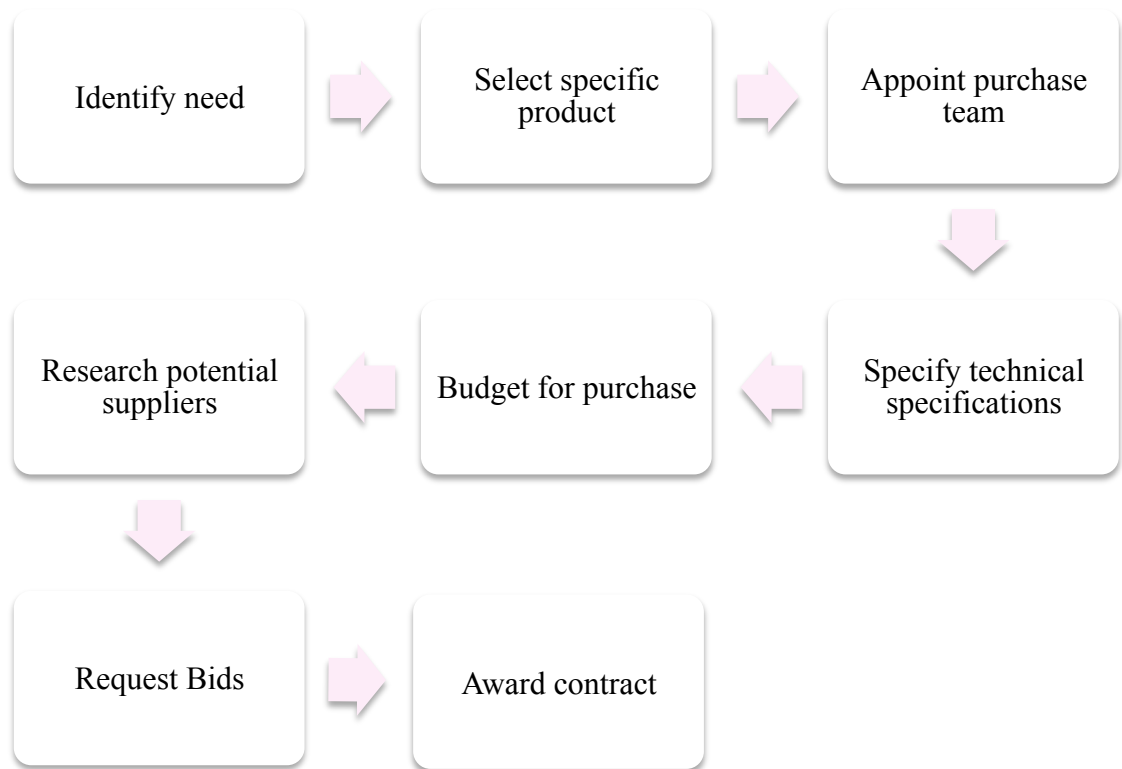 Identify need
Select specific
product
Appoint purchase
team
Specify technical
specifications
Budget for purchase
Research potential
suppliers
Request Bids
Award contract